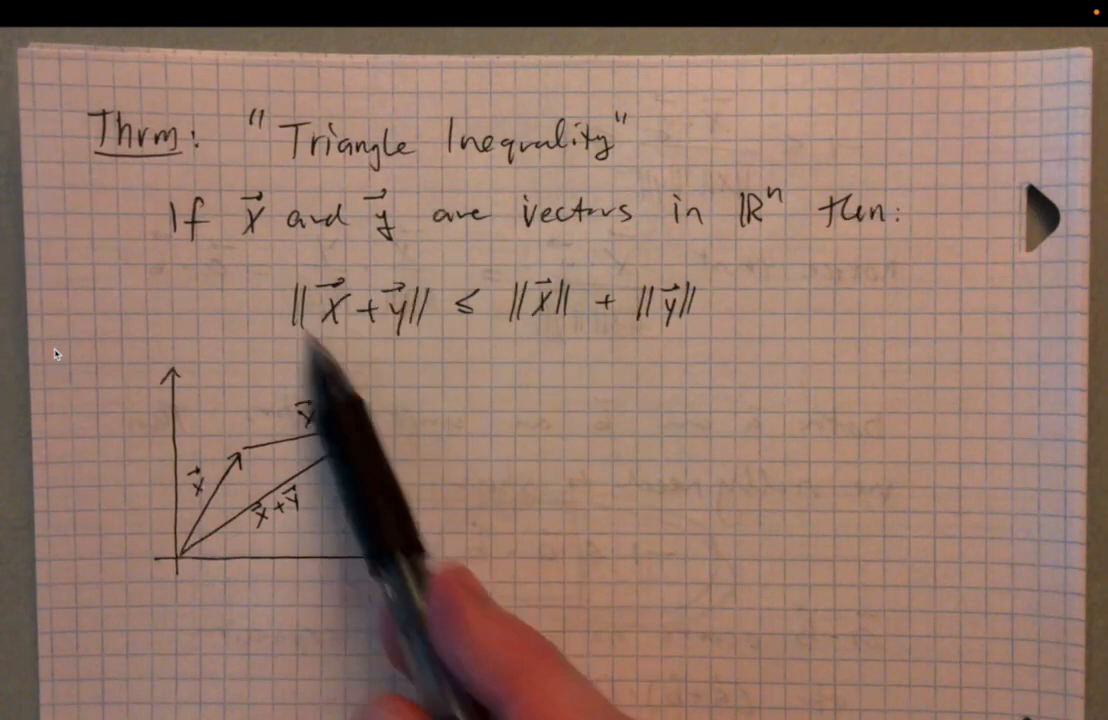 Thrm: "Triangle Inequality"
If x⃗ and y⃗ are vectors in ℝⁿ then:
||x⃗+y⃗|| ≤ ||x⃗|| + ||y⃗||
x⃗
x⃗+y⃗